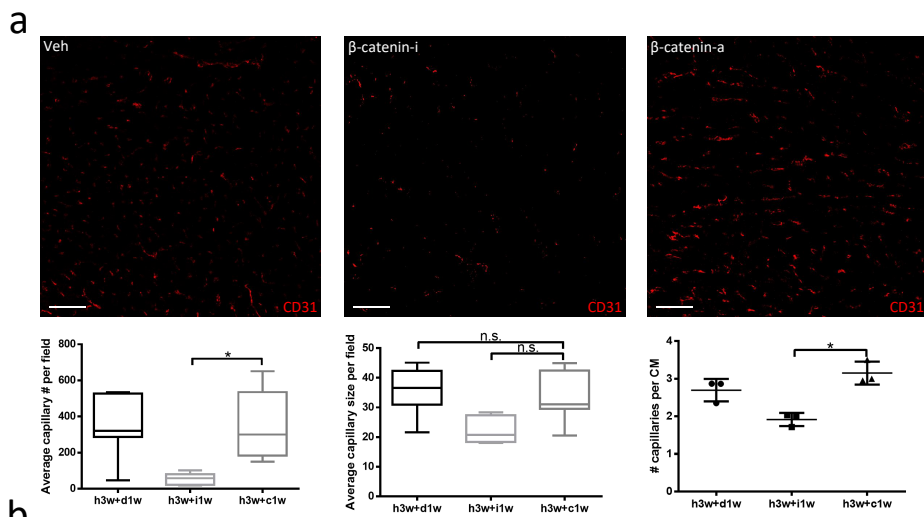 a
Veh
β-catenin-i
β-catenin-a
CD31
CD31
CD31
Average capillary # per field
800
600
400
200
0
*
h3w+d1w
h3w+i1w
h3w+c1w
Average capillary size per field
50
40
30
20
10
0
n.s.
n.s.
h3w+d1w
h3w+i1w
h3w+c1w
# capillaries per CM
4
3
2
1
0
*
h3w+d1w
h3w+i1w
h3w+c1w
b